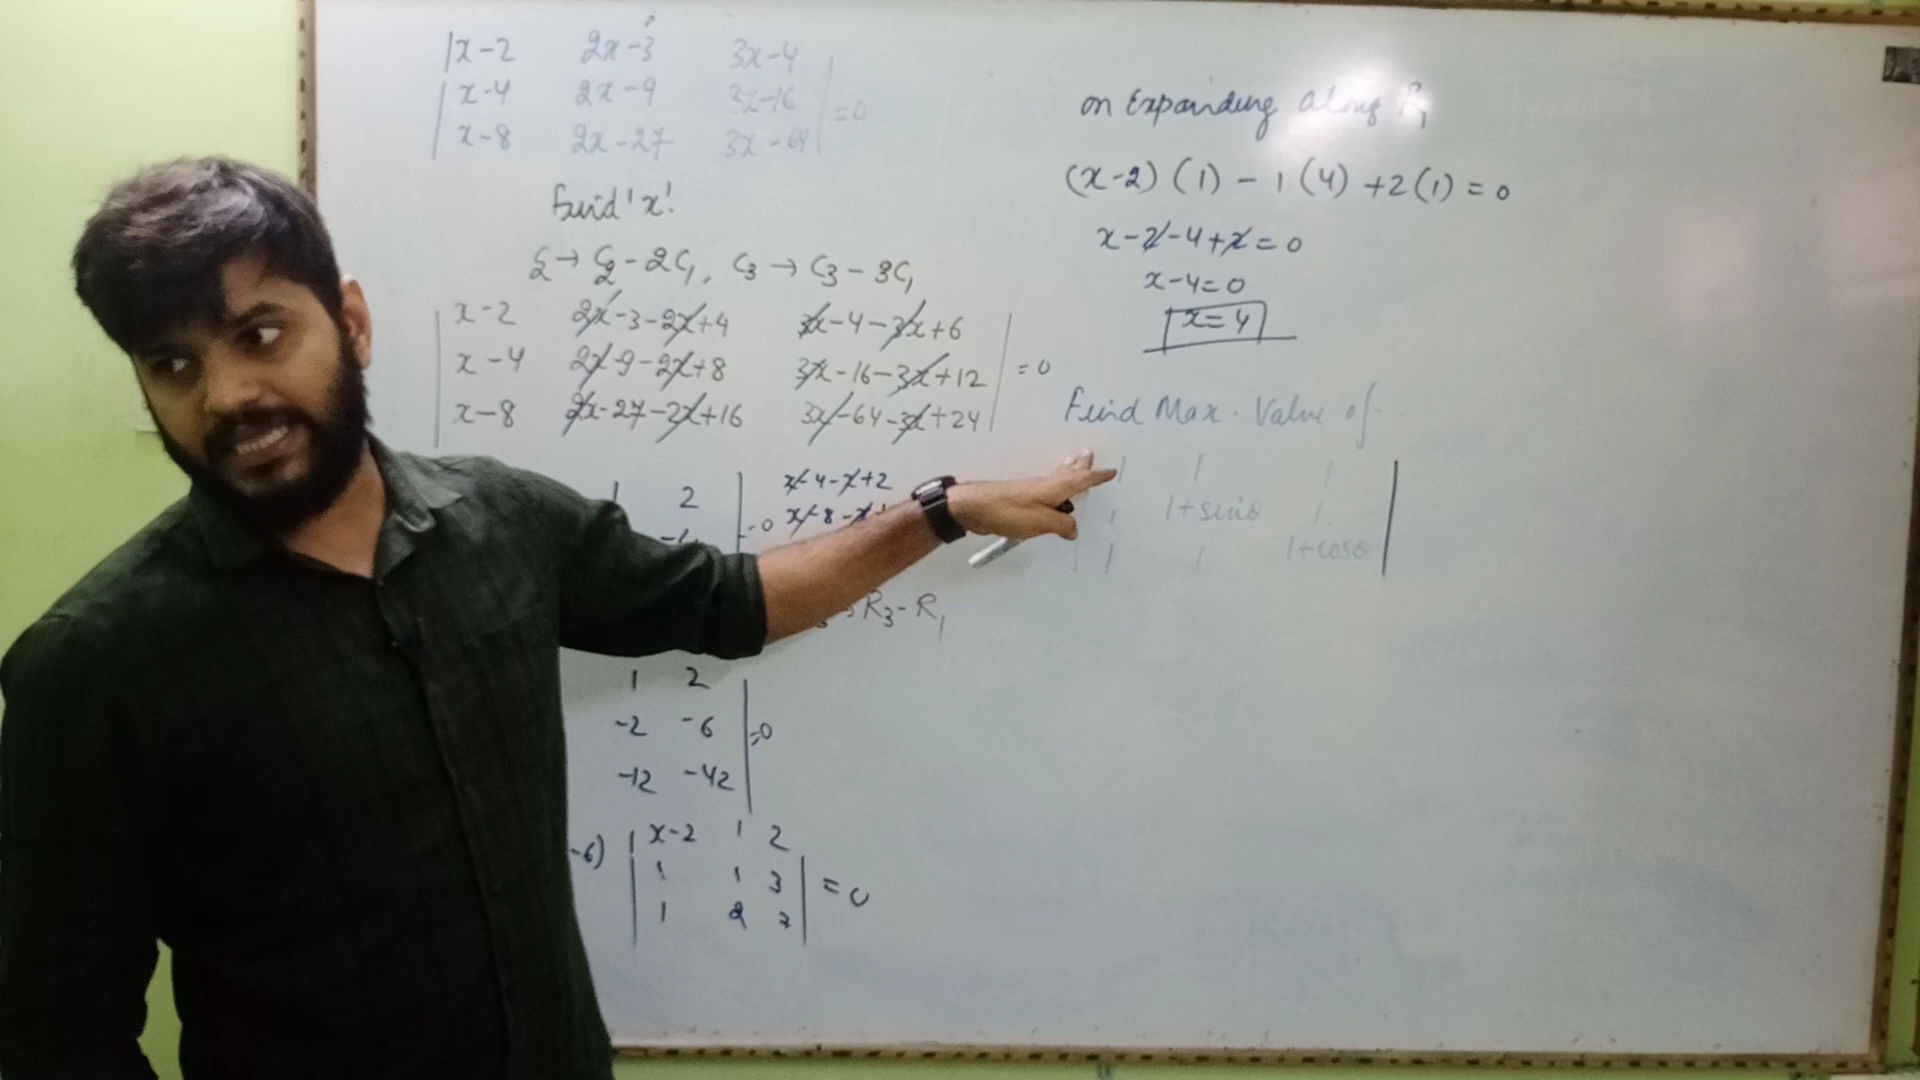 |x-2 2x-3 3x-4
|x-4 2x-9 3x-16 | =0
|x-8 2x-27 3x-64|
Find 'x'.
C2 → C2 - 2C1, C3 → C3 - 3C1
|x-2 2x-3-2x+4 3x-4-3x+6|
|x-4 2x-9-2x+8 3x-16-3x+12| =0
|x-8 2x-27-2x+16 3x-64-3x+24|
1 2 | x-4-x+2
=0 x-8-x+
R3-R1
1 2
-2 -6 |=0
-12 -42
-6) |x-2 1 2|
|1 1 3| =0
|1 2 7|
on Expanding along R1
(x-2) (1) - 1 (4) +2 (1) = 0
x-2-4+2=0
x-4=0
x=4
Find Max. Value of
1 1 1
1 1+sinθ 1
1 1 1+cosθ